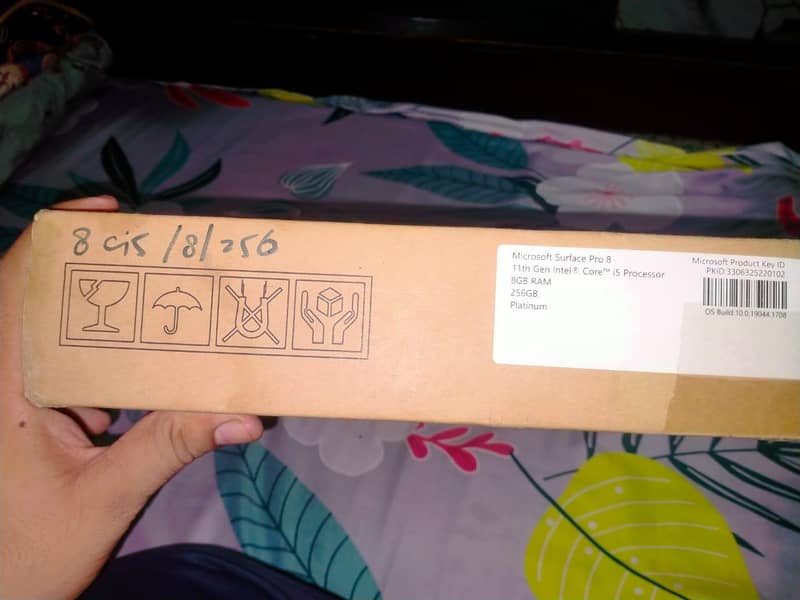 8 ci5 /8/256
Microsoft Surface Pro 8
11th Gen Intel® Core™ i5 Processor
8GB RAM
256GB
Platinum
Microsoft Product Key ID
PKID:3306325220102
OS Build:10.0.19044.1708